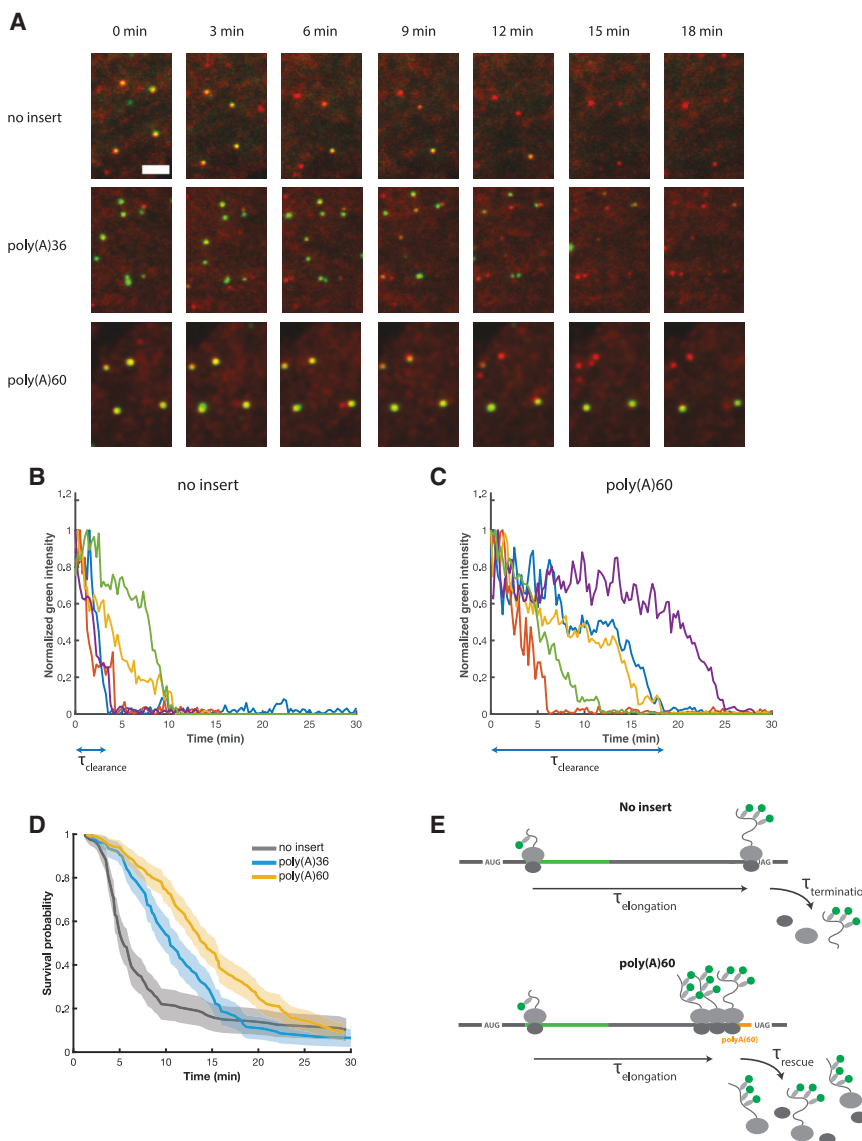 A
0 min 3 min 6 min 9 min 12 min 15 min 18 min
no insert
poly(A)36
poly(A)60
B no insert
Normalized green intensity
1.2
1
0.8
0.6
0.4
0.2
0
0 5 10 15 20 25 30
Time (min)
τclearance
C poly(A)60
Normalized green intensity
1.2
1
0.8
0.6
0.4
0.2
0
0 5 10 15 20 25 30
Time (min)
τclearance
D
Survival probability
1
0.8
0.6
0.4
0.2
0
0 5 10 15 20 25 30
Time (min)
no insert
poly(A)36
poly(A)60
E
No insert
AUG UAG
τelongation
τterminatio
poly(A)60
AUG UAG
polyA(60)
τelongation
τrescue